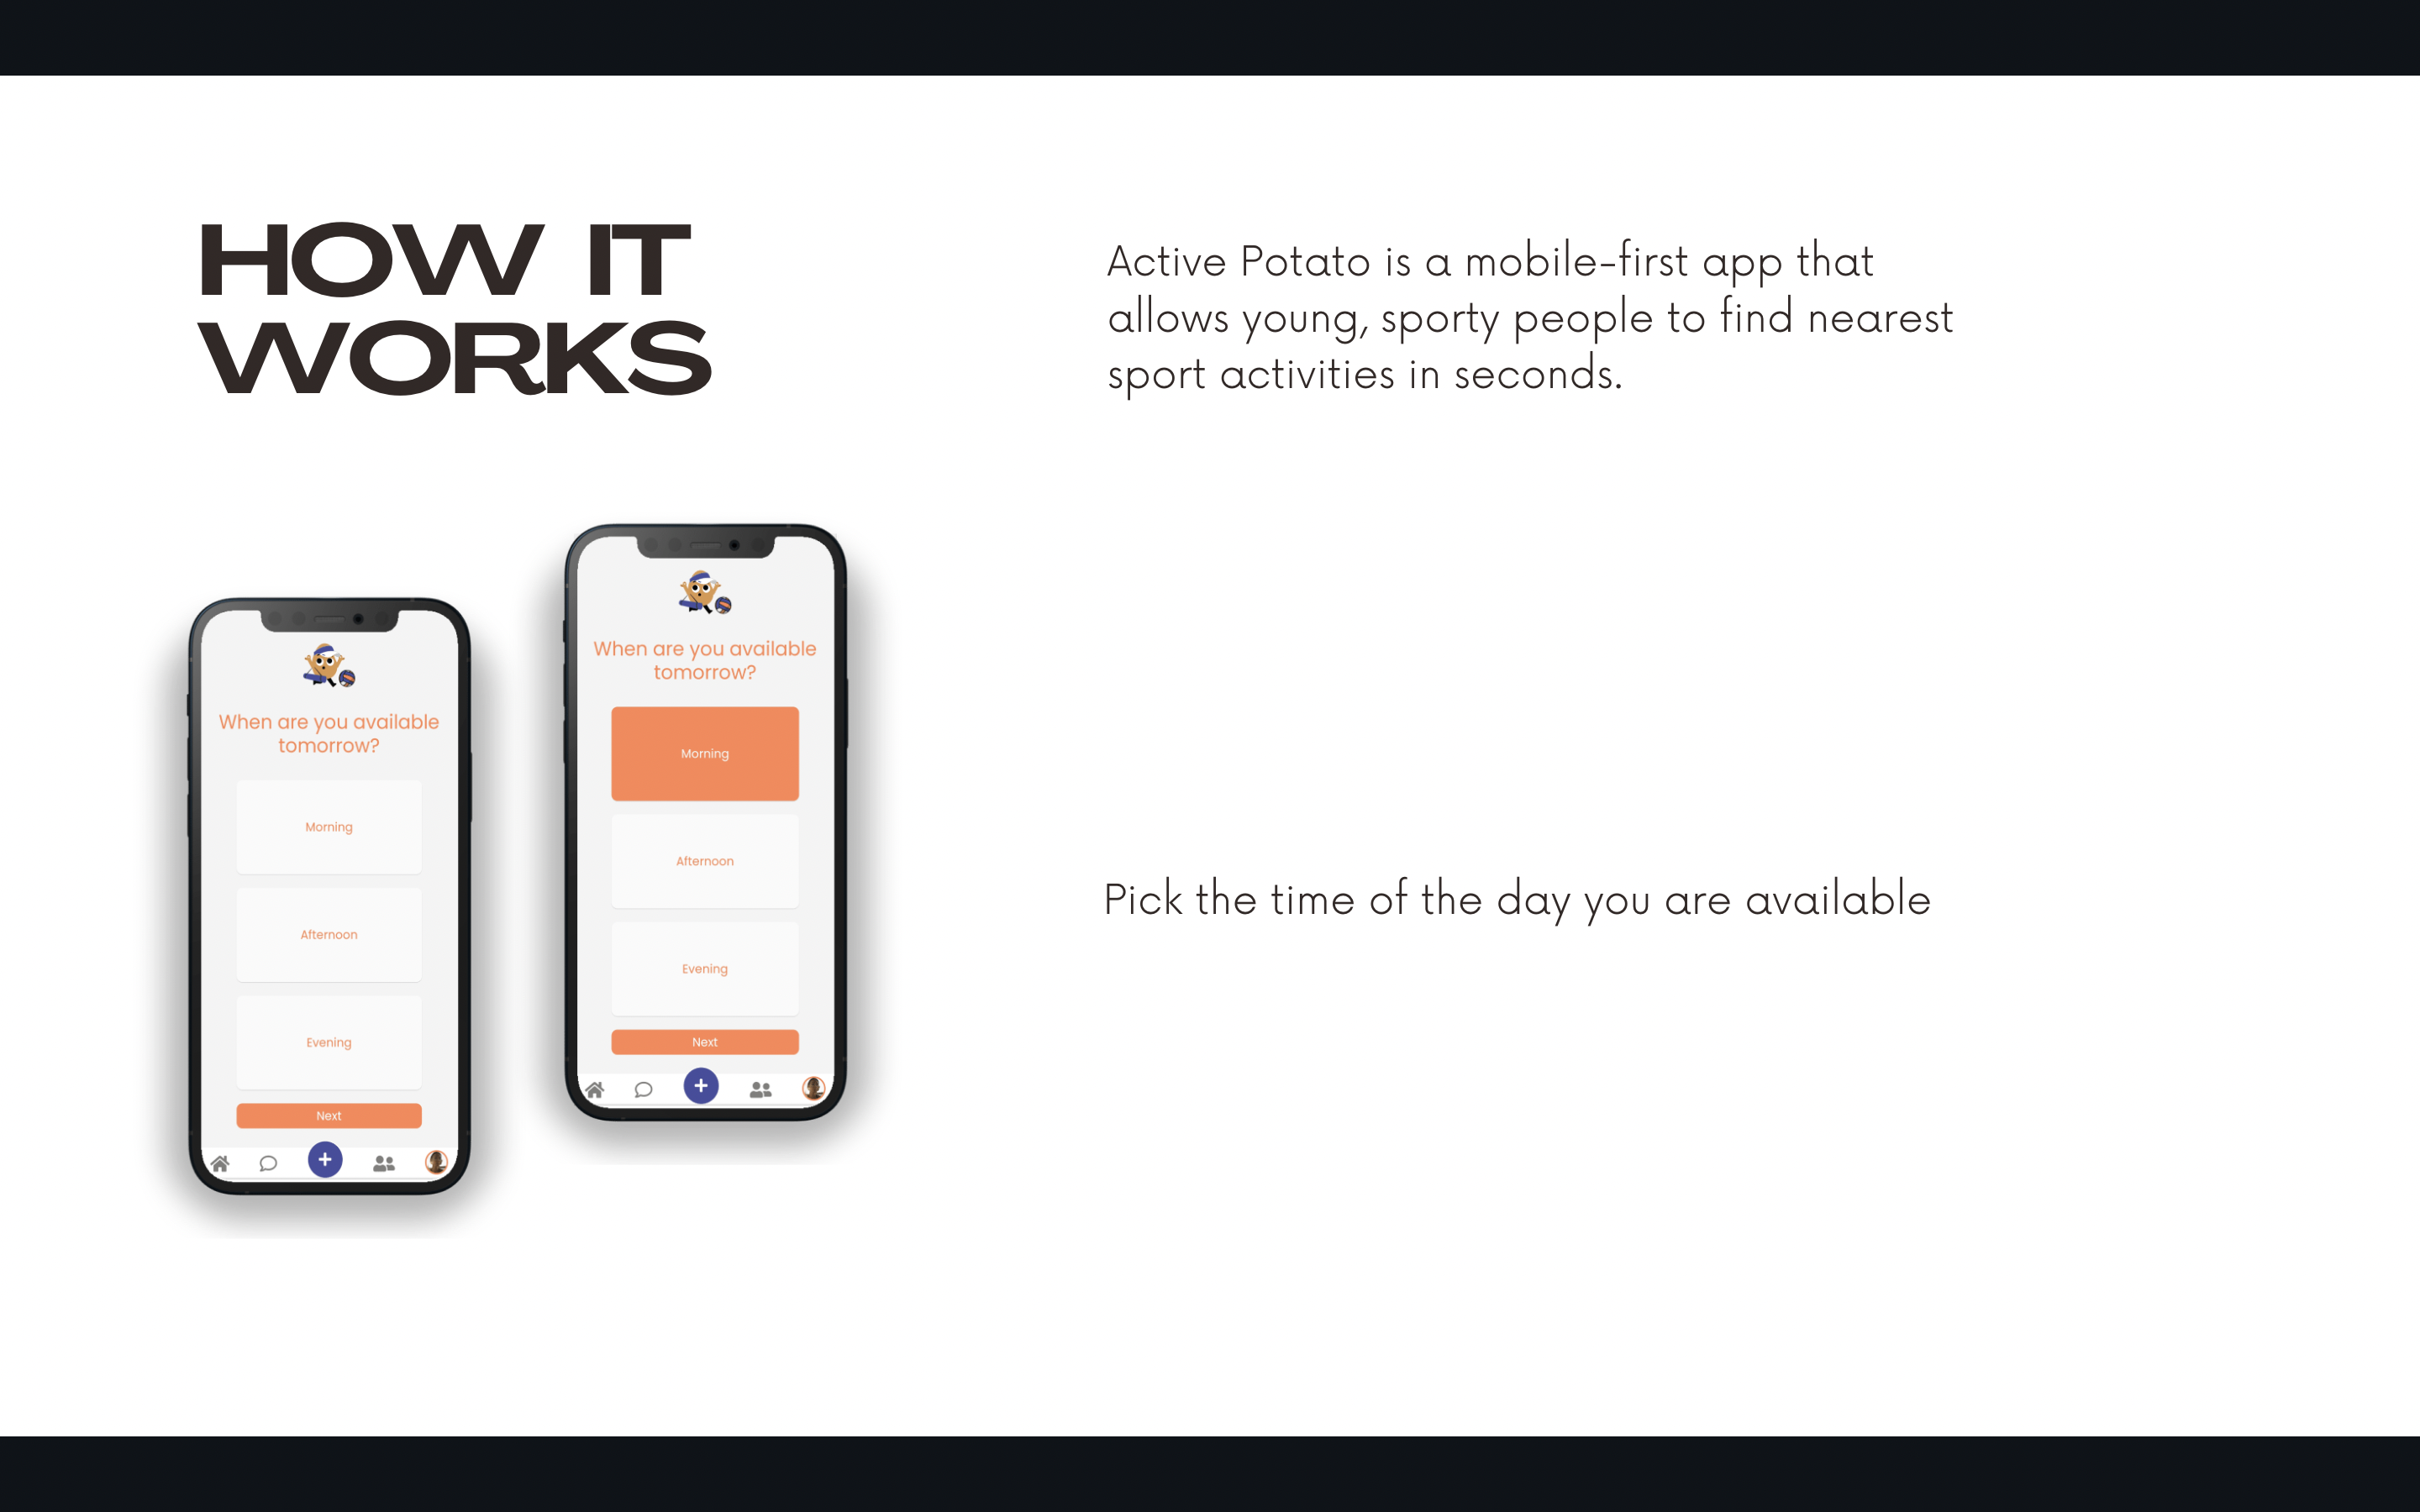 HOW IT
WORKS
Active Potato is a mobile-first app that
allows young, sporty people to find nearest
sport activities in seconds.
When are you available
tomorrow?
Morning
Afternoon
Evening
Next
When are you available
tomorrow?
Morning
Afternoon
Evening
Next
Pick the time of the day you are available